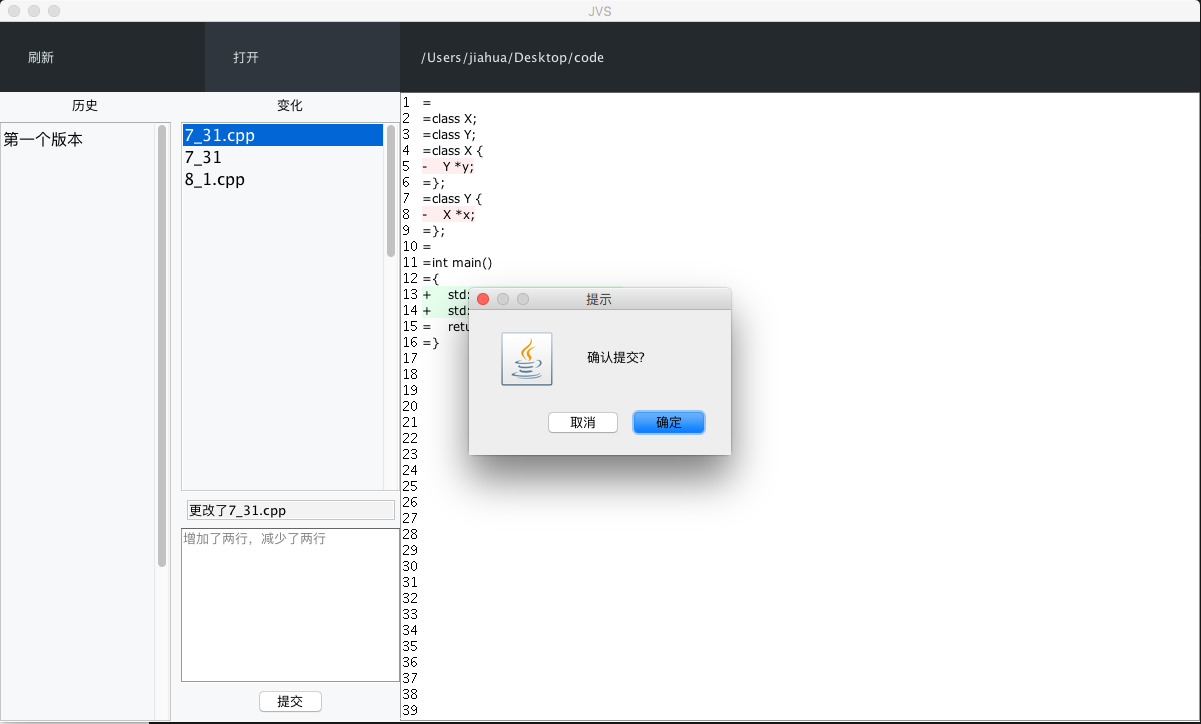 JVS
刷新
打开
/Users/jiahua/Desktop/code
历史
变化
第一个版本
7_31.cpp
7_31
8_1.cpp
更改了7_31.cpp
增加了两行，减少了两行
提交
1 =
2 =class X;
3 =class Y;
4 =class X {
5 -    Y *y;
6 =};
7 =class Y {
8 -    X *x;
9 =};
10 =
11 =int main()
12 ={
13 +    std:
14 +    std:
15 =    retu
16 =}
17
18
19
20
21
22
23
24
25
26
27
28
29
30
31
32
33
34
35
36
37
38
39
提示
确认提交?
取消
确定